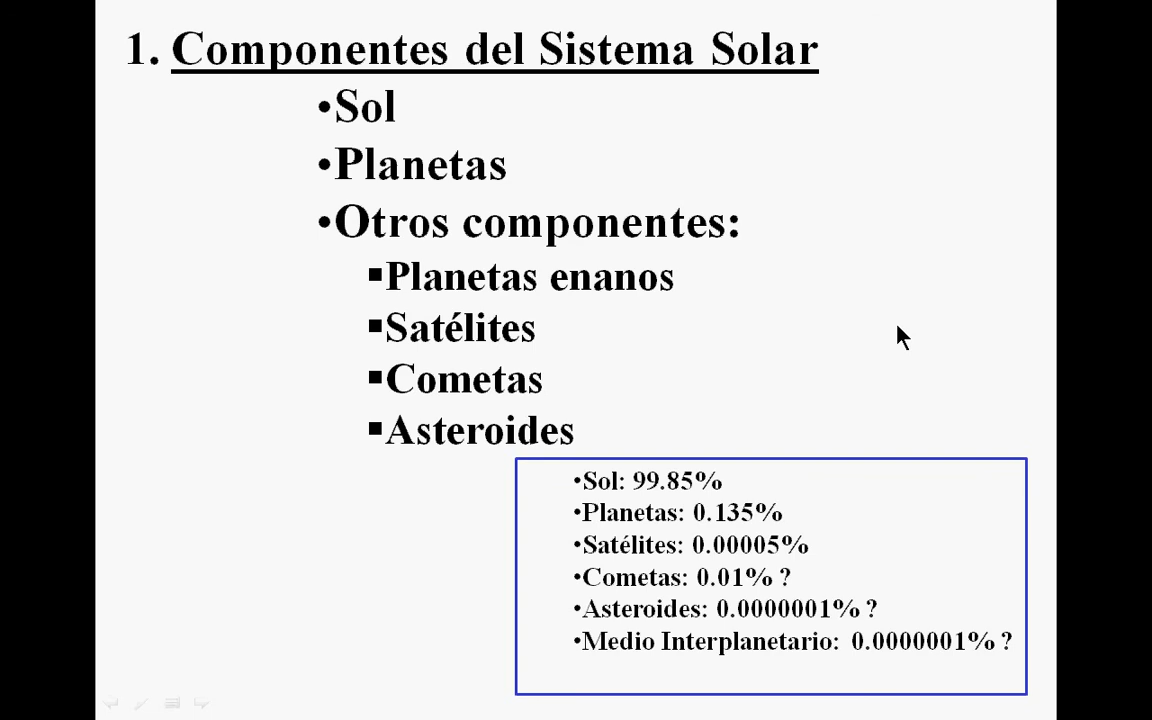 1. Componentes del Sistema Solar
•Sol
•Planetas
•Otros componentes:
▪Planetas enanos
▪Satélites
▪Cometas
▪Asteroides
•Sol: 99.85%
•Planetas: 0.135%
•Satélites: 0.00005%
•Cometas: 0.01% ?
•Asteroides: 0.0000001% ?
•Medio Interplanetario: 0.0000001% ?